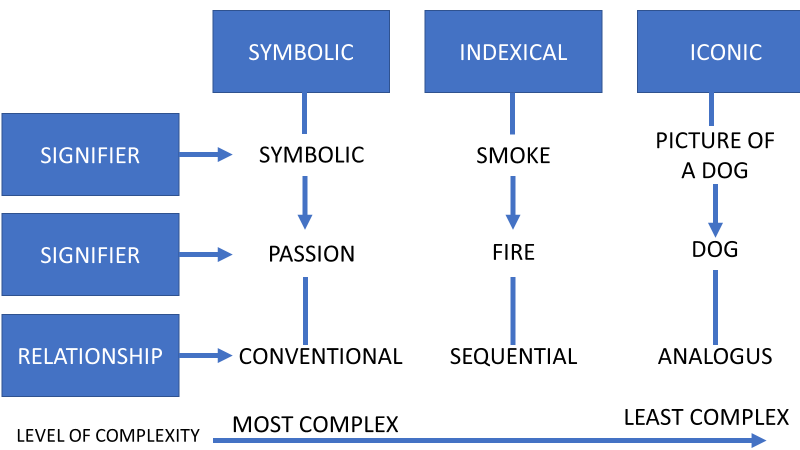 SYMBOLIC INDEXICAL ICONIC
SIGNIFIER SYMBOLIC SMOKE PICTURE OF
A DOG
SIGNIFIER PASSION FIRE DOG
RELATIONSHIP CONVENTIONAL SEQUENTIAL ANALOGUS
LEVEL OF COMPLEXITY MOST COMPLEX LEAST COMPLEX